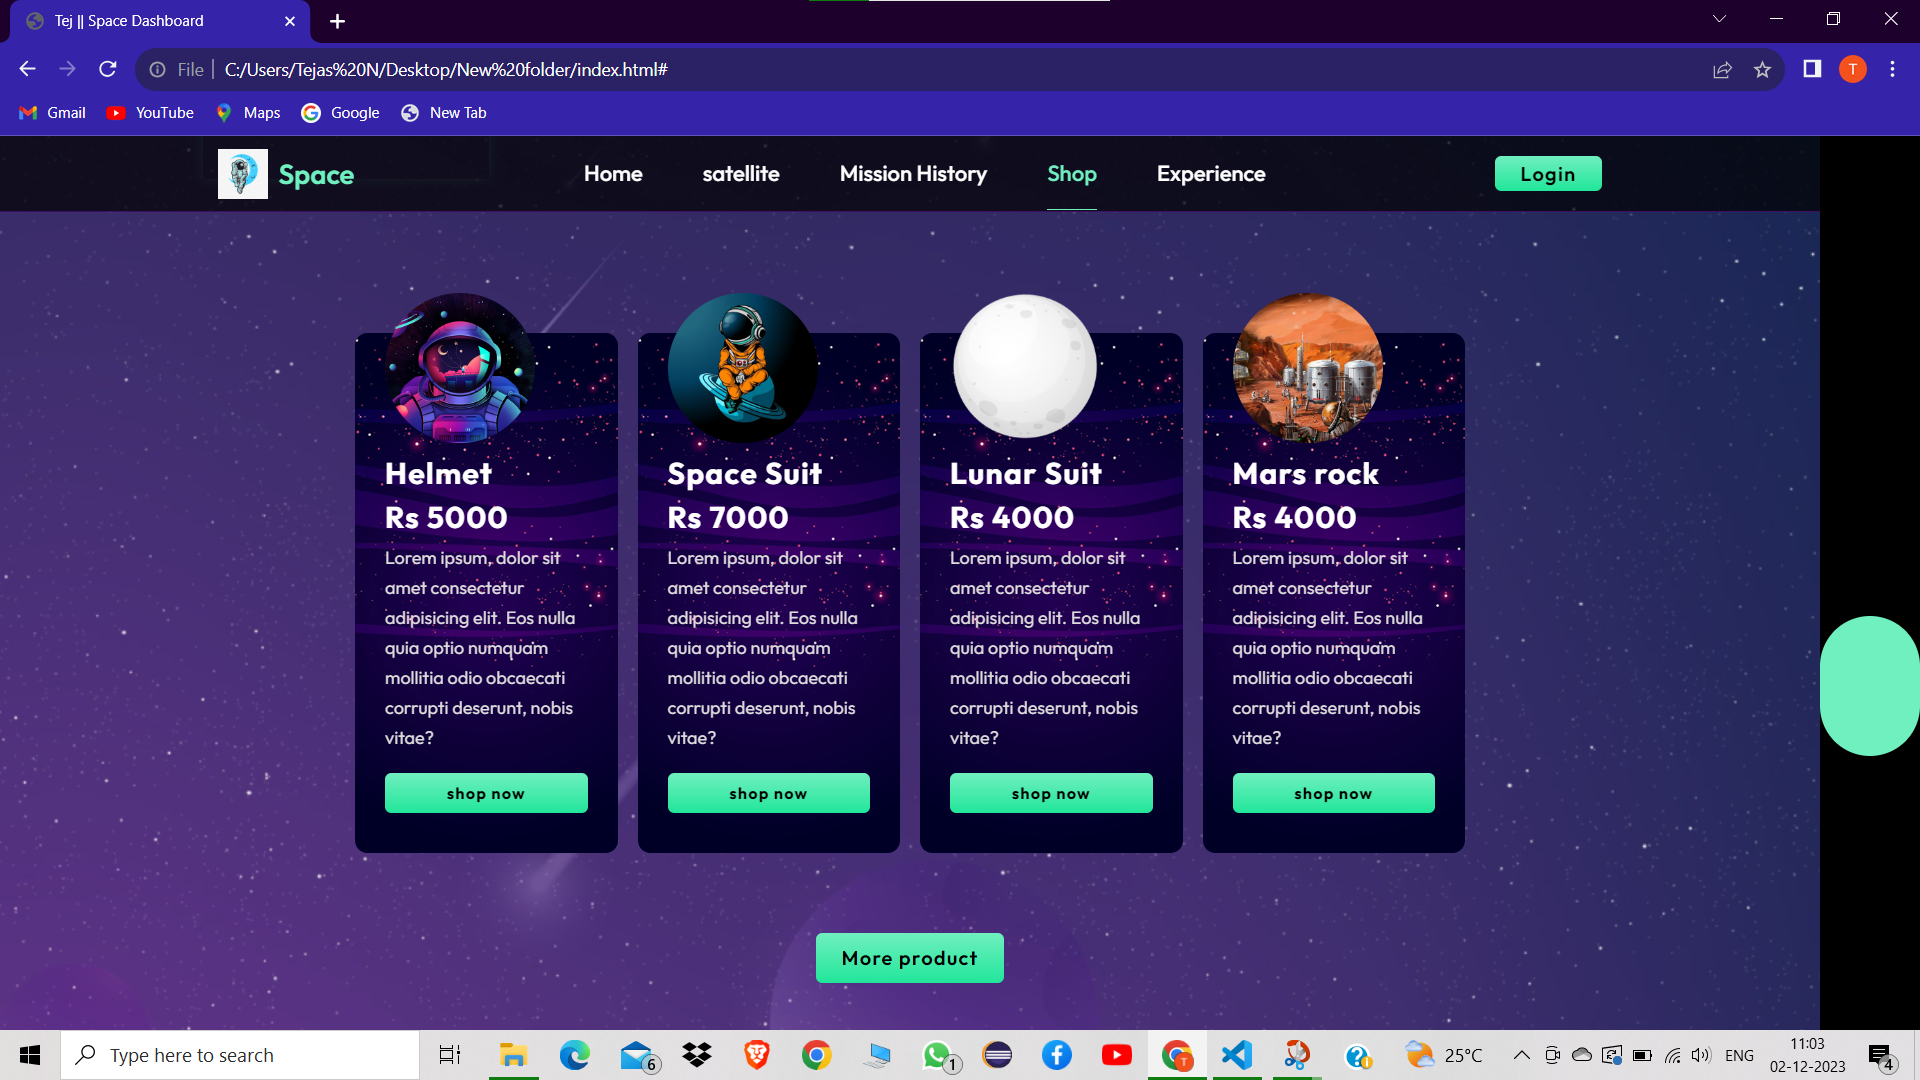 Tej || Space Dashboard
File
C:/Users/Tejas%20N/Desktop/New%20folder/index.html#
T
Gmail
YouTube
Maps
Google
New Tab
Space
Home
satellite
Mission History
Shop
Experience
Login
Helmet
Rs 5000
Lorem ipsum, dolor sit
amet consectetur
adipisicing elit. Eos nulla
quia optio numquam
mollitia odio obcaecati
corrupti deserunt, nobis
vitae?
shop now
Space Suit
Rs 7000
Lorem ipsum, dolor sit
amet consectetur
adipisicing elit. Eos nulla
quia optio numquam
mollitia odio obcaecati
corrupti deserunt, nobis
vitae?
shop now
Lunar Suit
Rs 4000
Lorem ipsum, dolor sit
amet consectetur
adipisicing elit. Eos nulla
quia optio numquam
mollitia odio obcaecati
corrupti deserunt, nobis
vitae?
shop now
Mars rock
Rs 4000
Lorem ipsum, dolor sit
amet consectetur
adipisicing elit. Eos nulla
quia optio numquam
mollitia odio obcaecati
corrupti deserunt, nobis
vitae?
shop now
More product
Type here to search
6
1
T
25°C
ENG
11:03
02-12-2023
4